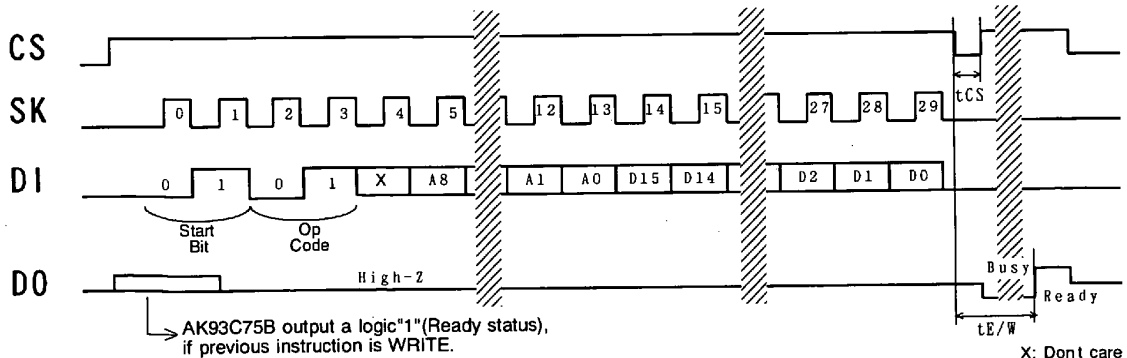 CS
tCS
SK
0 1 2 3 4 5 12 13 14 15 27 28 29
DI
0 1 0 1 X A8 A1 A0 D15 D14 D2 D1 D0
Start Bit
Op Code
DO
High-Z
Busy
Ready
tE/W
AK93C75B output a logic"1"(Ready status),
if previous instruction is WRITE.
X: Don't care